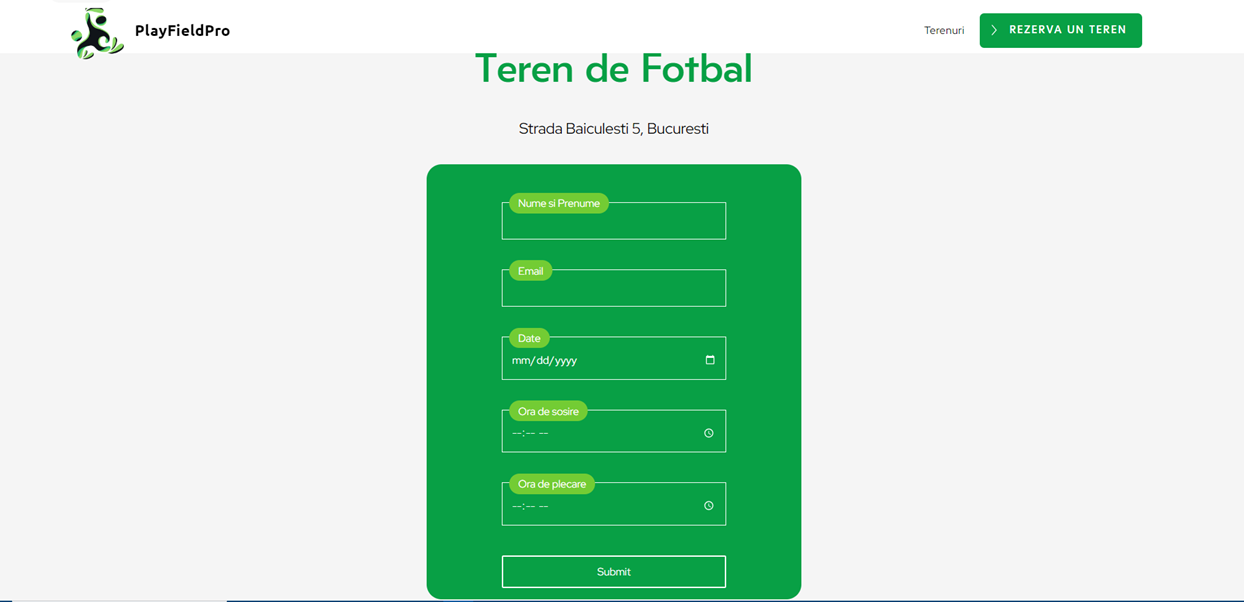 PlayFieldPro
Terenuri
REZERVA UN TEREN
Teren de Fotbal
Strada Baiculesti 5, Bucuresti
Nume si Prenume
Email
Date
mm/dd/yyyy
Ora de sosire
--:-- --
Ora de plecare
--:-- --
Submit